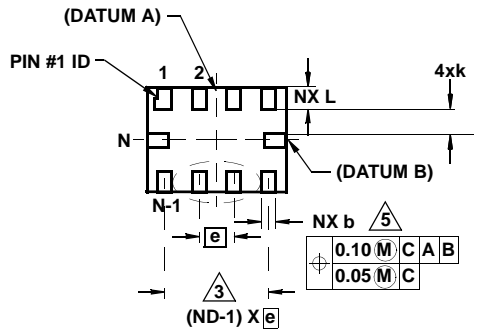 (DATUM A)
PIN #1 ID
1 2
NX L
4xk
N
(DATUM B)
N-1
NX b 5
e
0.10 M C A B
0.05 M C
3
(ND-1) X e